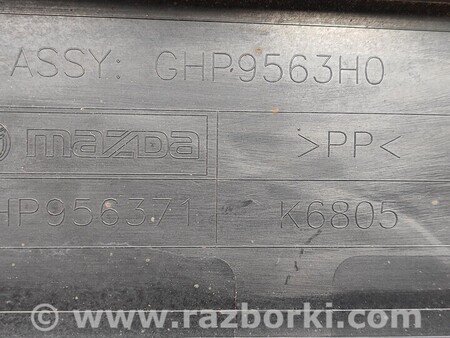 ASSY: GHP9563H0
mazda >PP<
HP956371 K6805
www.razborki.com